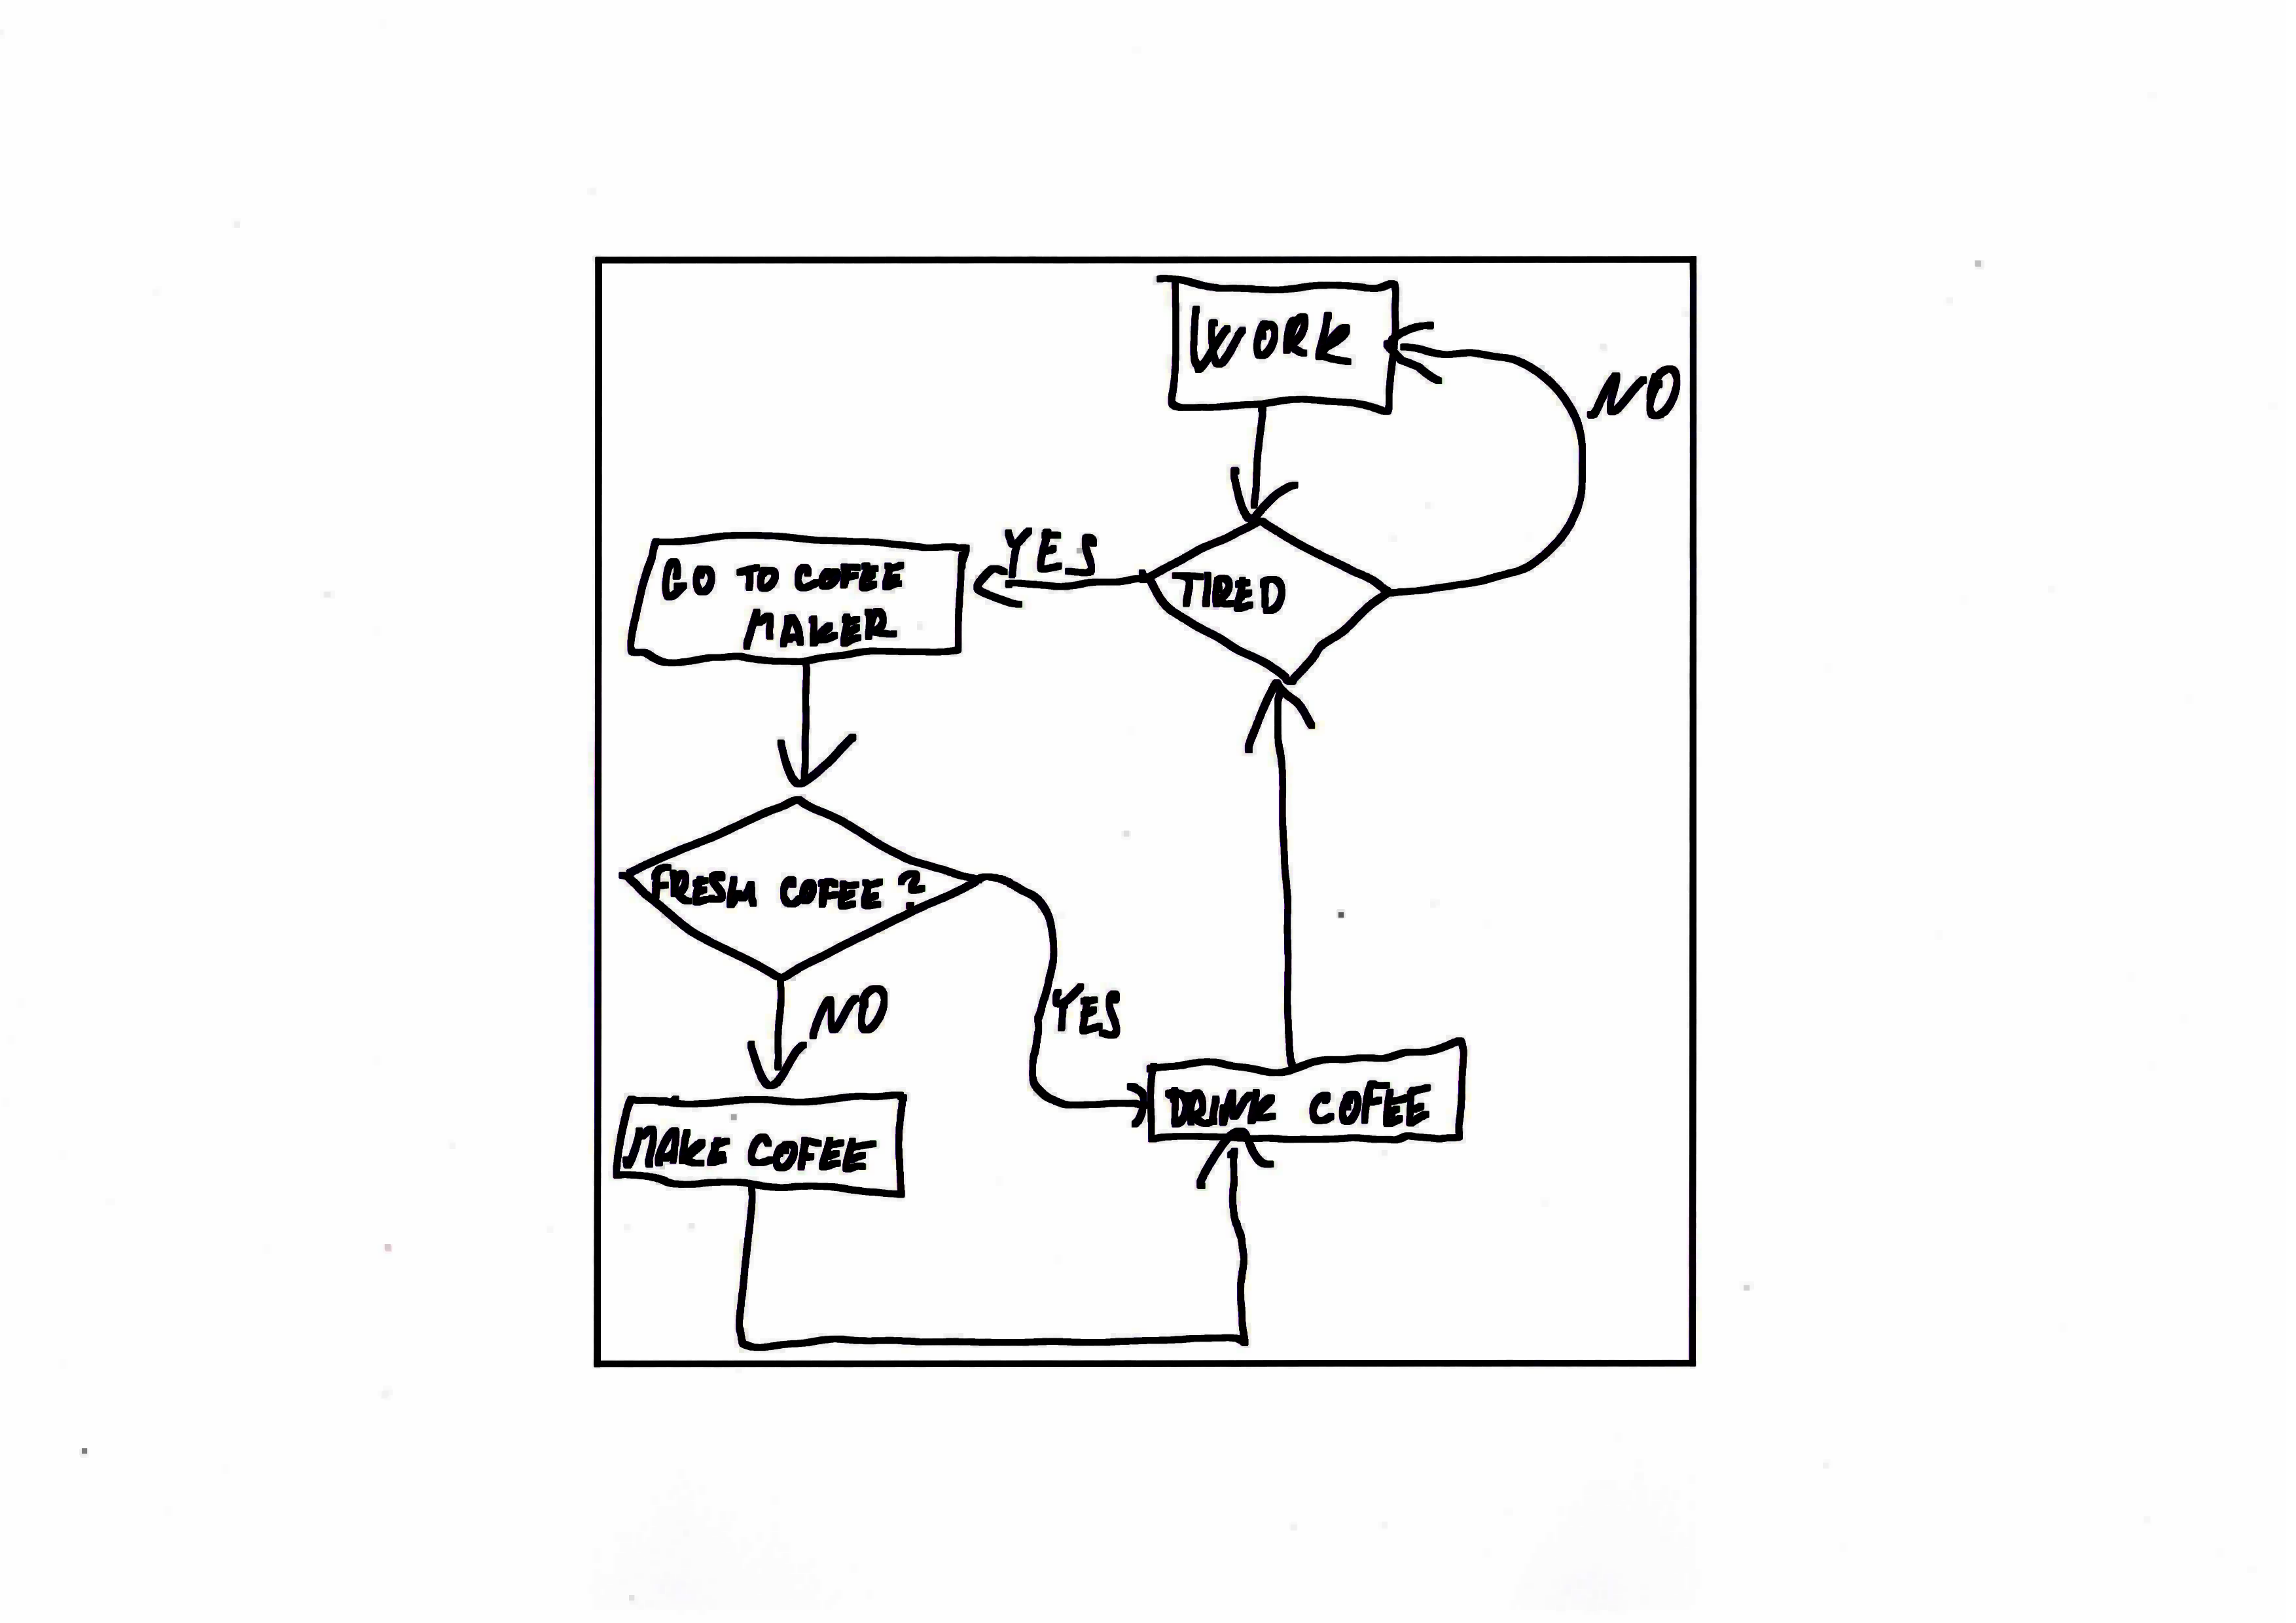 WORK
NO
YES
TIRED
GO TO COFEE
MAKER
FRESH COFEE ?
NO
YES
DRINK COFEE
MAKE COFEE